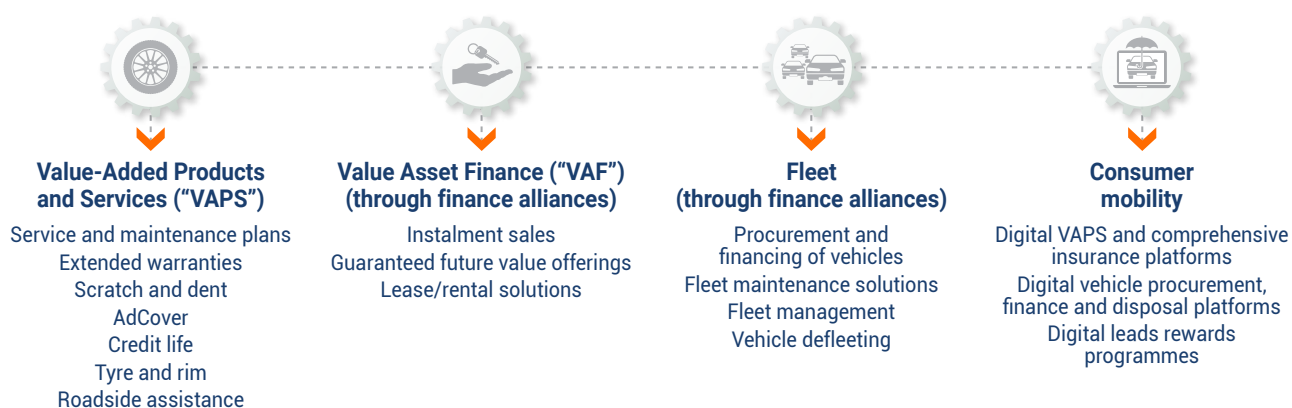 Value-Added Products
and Services (“VAPS”)
Service and maintenance plans
Extended warranties
Scratch and dent
AdCover
Credit life
Tyre and rim
Roadside assistance
Value Asset Finance (“VAF”)
(through finance alliances)
Instalment sales
Guaranteed future value offerings
Lease/rental solutions
Fleet
(through finance alliances)
Procurement and
financing of vehicles
Fleet maintenance solutions
Fleet management
Vehicle defleeting
Consumer
mobility
Digital VAPS and comprehensive
insurance platforms
Digital vehicle procurement,
finance and disposal platforms
Digital leads rewards
programmes